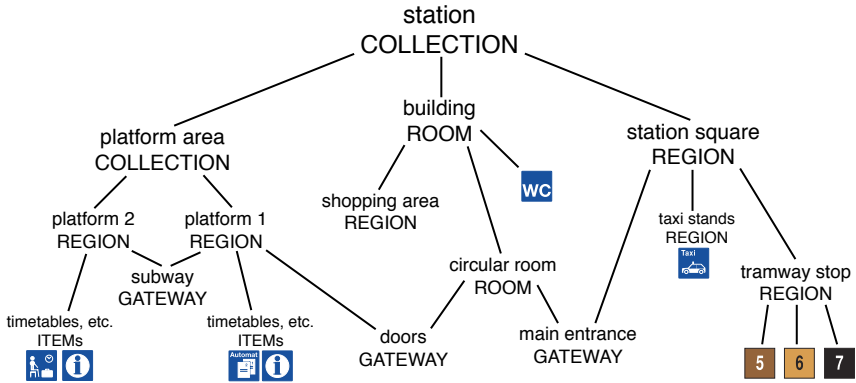 station
COLLECTION
building
ROOM
platform area
COLLECTION
station square
REGION
WC
shopping area
REGION
platform 2
REGION
platform 1
REGION
taxi stands
REGION
Taxi
subway
GATEWAY
circular room
ROOM
tramway stop
REGION
timetables, etc.
ITEMs
i
timetables, etc.
ITEMs
Automat
i
doors
GATEWAY
main entrance
GATEWAY
5
6
7